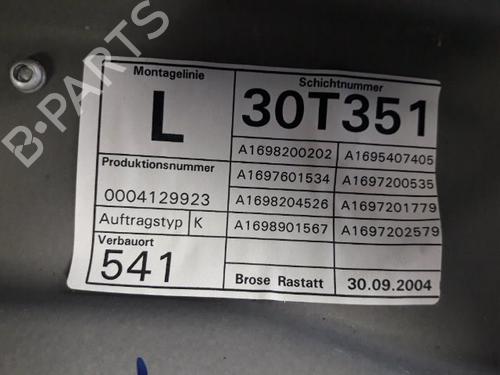 Montagelinie
L
Schichtnummer
30T351
Produktionsnummer
0004129923
A1698200202 A1695407405
A1697601534 A1697200535
A1698204526 A1697201779
A1698901567 A1697202579
Auftragstyp K
Verbauort
541
Brose Rastatt 30.09.2004
B-PARTS